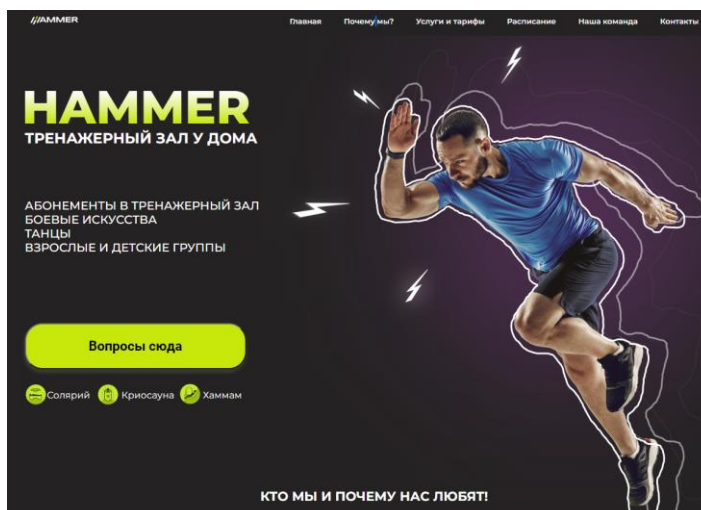 HAMMER
Главная Почему мы? Услуги и тарифы Расписание Наша команда Контакты
HAMMER
ТРЕНАЖЕРНЫЙ ЗАЛ У ДОМА
АБОНЕМЕНТЫ В ТРЕНАЖЕРНЫЙ ЗАЛ
БОЕВЫЕ ИСКУССТВА
ТАНЦЫ
ВЗРОСЛЫЕ И ДЕТСКИЕ ГРУППЫ
Вопросы сюда
Солярий Криосауна Хаммам
КТО МЫ И ПОЧЕМУ НАС ЛЮБЯТ!